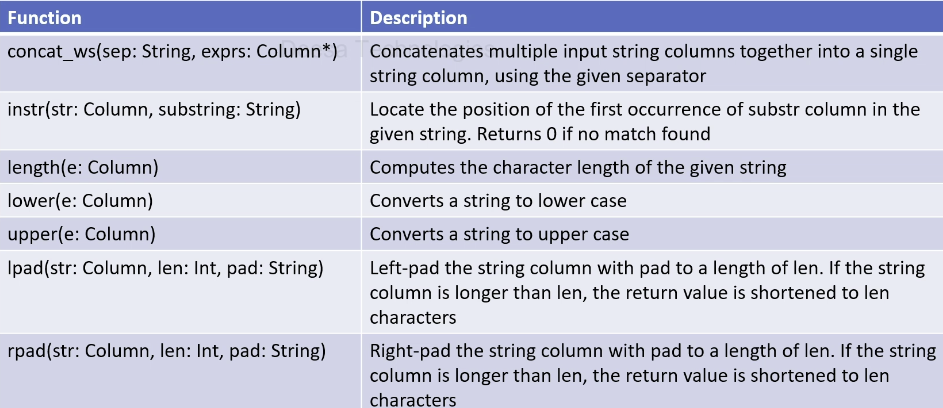 Function Description
concat_ws(sep: String, exprs: Column*) Concatenates multiple input string columns together into a single
string column, using the given separator
instr(str: Column, substring: String) Locate the position of the first occurrence of substr column in the
given string. Returns 0 if no match found
length(e: Column) Computes the character length of the given string
lower(e: Column) Converts a string to lower case
upper(e: Column) Converts a string to upper case
lpad(str: Column, len: Int, pad: String) Left-pad the string column with pad to a length of len. If the string
column is longer than len, the return value is shortened to len
characters
rpad(str: Column, len: Int, pad: String) Right-pad the string column with pad to a length of len. If the string
column is longer than len, the return value is shortened to len
characters